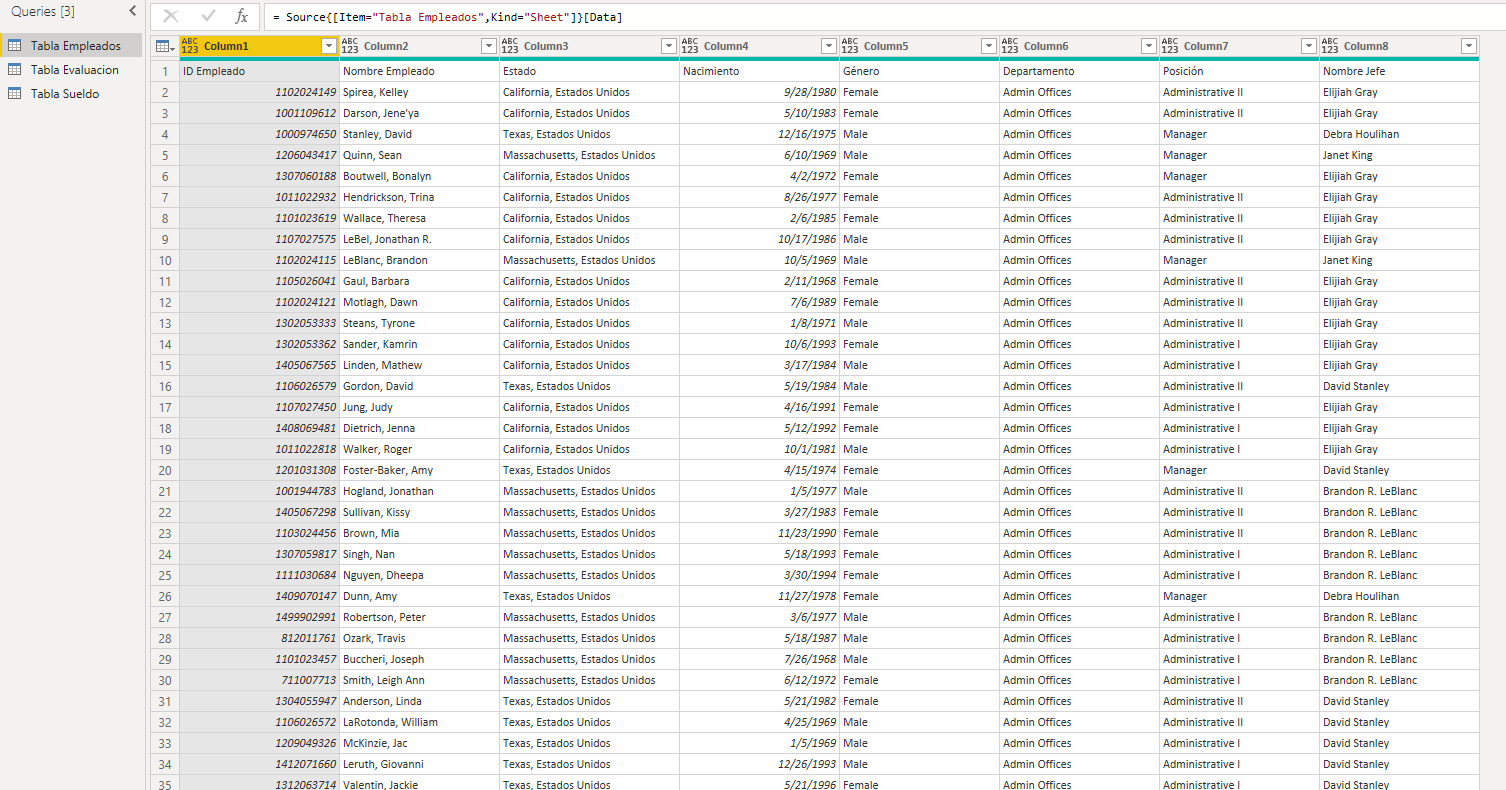 Queries [3]
= Source{[Item="Tabla Empleados",Kind="Sheet"]}[Data]
Tabla Empleados
Tabla Evaluacion
Tabla Sueldo
ABC 123 Column1 ABC 123 Column2 ABC 123 Column3 ABC 123 Column4 ABC 123 Column5 ABC 123 Column6 ABC 123 Column7 ABC 123 Column8
1 ID Empleado Nombre Empleado Estado Nacimiento Género Departamento Posición Nombre Jefe
2 1102024149 Spirea, Kelley California, Estados Unidos 9/28/1980 Female Admin Offices Administrative II Elijiah Gray
3 1001109612 Darson, Jene'ya California, Estados Unidos 5/10/1983 Female Admin Offices Administrative II Elijiah Gray
4 1000974650 Stanley, David Texas, Estados Unidos 12/16/1975 Male Admin Offices Manager Debra Houlihan
5 1206043417 Quinn, Sean Massachusetts, Estados Unidos 6/10/1969 Male Admin Offices Manager Janet King
6 1307060188 Boutwell, Bonalyn California, Estados Unidos 4/2/1972 Female Admin Offices Manager Elijiah Gray
7 1011022932 Hendrickson, Trina California, Estados Unidos 8/26/1977 Female Admin Offices Administrative II Elijiah Gray
8 1101023619 Wallace, Theresa California, Estados Unidos 2/6/1985 Female Admin Offices Administrative II Elijiah Gray
9 1107027575 LeBel, Jonathan R. California, Estados Unidos 10/17/1986 Male Admin Offices Administrative II Elijiah Gray
10 1102024115 LeBlanc, Brandon Massachusetts, Estados Unidos 10/5/1969 Male Admin Offices Manager Janet King
11 1105026041 Gaul, Barbara California, Estados Unidos 2/11/1968 Female Admin Offices Administrative II Elijiah Gray
12 1102024121 Motlagh, Dawn California, Estados Unidos 7/6/1989 Female Admin Offices Administrative II Elijiah Gray
13 1302053333 Steans, Tyrone California, Estados Unidos 1/8/1971 Male Admin Offices Administrative II Elijiah Gray
14 1302053362 Sander, Kamrin California, Estados Unidos 10/6/1993 Female Admin Offices Administrative I Elijiah Gray
15 1405067565 Linden, Mathew California, Estados Unidos 3/17/1984 Male Admin Offices Administrative I Elijiah Gray
16 1106026579 Gordon, David Texas, Estados Unidos 5/19/1984 Male Admin Offices Administrative II David Stanley
17 1107027450 Jung, Judy California, Estados Unidos 4/16/1991 Female Admin Offices Administrative I Elijiah Gray
18 1408069481 Dietrich, Jenna California, Estados Unidos 5/12/1992 Female Admin Offices Administrative I Elijiah Gray
19 1011022818 Walker, Roger California, Estados Unidos 10/1/1981 Male Admin Offices Administrative I Elijiah Gray
20 1201031308 Foster-Baker, Amy Texas, Estados Unidos 4/15/1974 Female Admin Offices Manager David Stanley
21 1001944783 Hogland, Jonathan Massachusetts, Estados Unidos 1/5/1977 Male Admin Offices Administrative II Brandon R. LeBlanc
22 1405067298 Sullivan, Kissy Massachusetts, Estados Unidos 3/27/1983 Female Admin Offices Administrative II Brandon R. LeBlanc
23 1103024456 Brown, Mia Massachusetts, Estados Unidos 11/23/1990 Female Admin Offices Administrative II Brandon R. LeBlanc
24 1307059817 Singh, Nan Massachusetts, Estados Unidos 5/18/1993 Female Admin Offices Administrative I Brandon R. LeBlanc
25 1111030684 Nguyen, Dheepa Massachusetts, Estados Unidos 3/30/1994 Female Admin Offices Administrative I Brandon R. LeBlanc
26 1409070147 Dunn, Amy Texas, Estados Unidos 11/27/1978 Female Admin Offices Manager Debra Houlihan
27 1499902991 Robertson, Peter Massachusetts, Estados Unidos 3/6/1977 Male Admin Offices Administrative I Brandon R. LeBlanc
28 812011761 Ozark, Travis Massachusetts, Estados Unidos 5/18/1987 Male Admin Offices Administrative I Brandon R. LeBlanc
29 1101023457 Buccheri, Joseph Massachusetts, Estados Unidos 7/26/1968 Male Admin Offices Administrative I Brandon R. LeBlanc
30 711007713 Smith, Leigh Ann Massachusetts, Estados Unidos 6/12/1972 Female Admin Offices Administrative I Brandon R. LeBlanc
31 1304055947 Anderson, Linda Texas, Estados Unidos 5/21/1982 Female Admin Offices Administrative II David Stanley
32 1106026572 LaRotonda, William Texas, Estados Unidos 4/25/1969 Male Admin Offices Administrative II David Stanley
33 1209049326 McKinzie, Jac Texas, Estados Unidos 1/5/1969 Male Admin Offices Administrative I David Stanley
34 1412071660 Leruth, Giovanni Texas, Estados Unidos 12/26/1993 Male Admin Offices Administrative I David Stanley
35 1312063714 Valentin, Jackie Texas, Estados Unidos 5/21/1996 Female Admin Offices Administrative I David Stanley